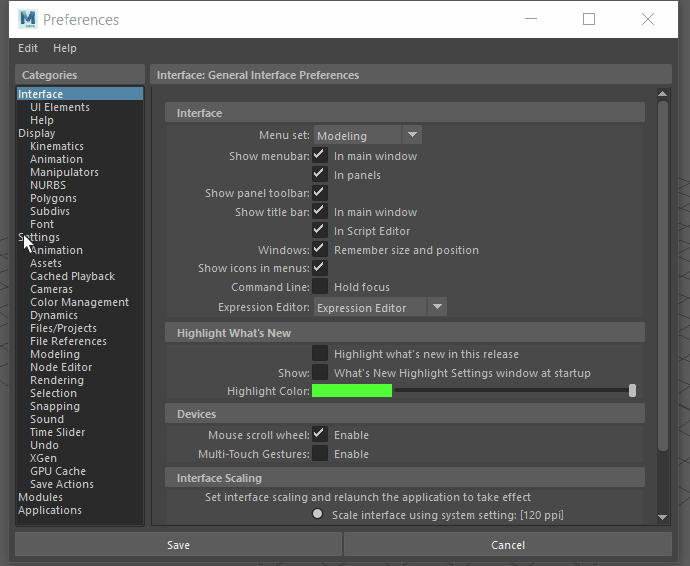 Preferences
Edit Help
Categories
Interface
UI Elements
Help
Display
Kinematics
Animation
Manipulators
NURBS
Polygons
Subdivs
Font
Settings
Animation
Assets
Cached Playback
Cameras
Color Management
Dynamics
Files/Projects
File References
Modeling
Node Editor
Rendering
Selection
Snapping
Sound
Time Slider
Undo
XGen
GPU Cache
Save Actions
Modules
Applications
Interface: General Interface Preferences
Interface
Menu set: Modeling
Show menubar: In main window
In panels
Show panel toolbar:
Show title bar: In main window
In Script Editor
Windows: Remember size and position
Show icons in menus:
Command Line: Hold focus
Expression Editor: Expression Editor
Highlight What's New
Highlight what's new in this release
Show: What's New Highlight Settings window at startup
Highlight Color:
Devices
Mouse scroll wheel: Enable
Multi-Touch Gestures: Enable
Interface Scaling
Set interface scaling and relaunch the application to take effect
Scale interface using system setting: [120 ppi]
Save Cancel